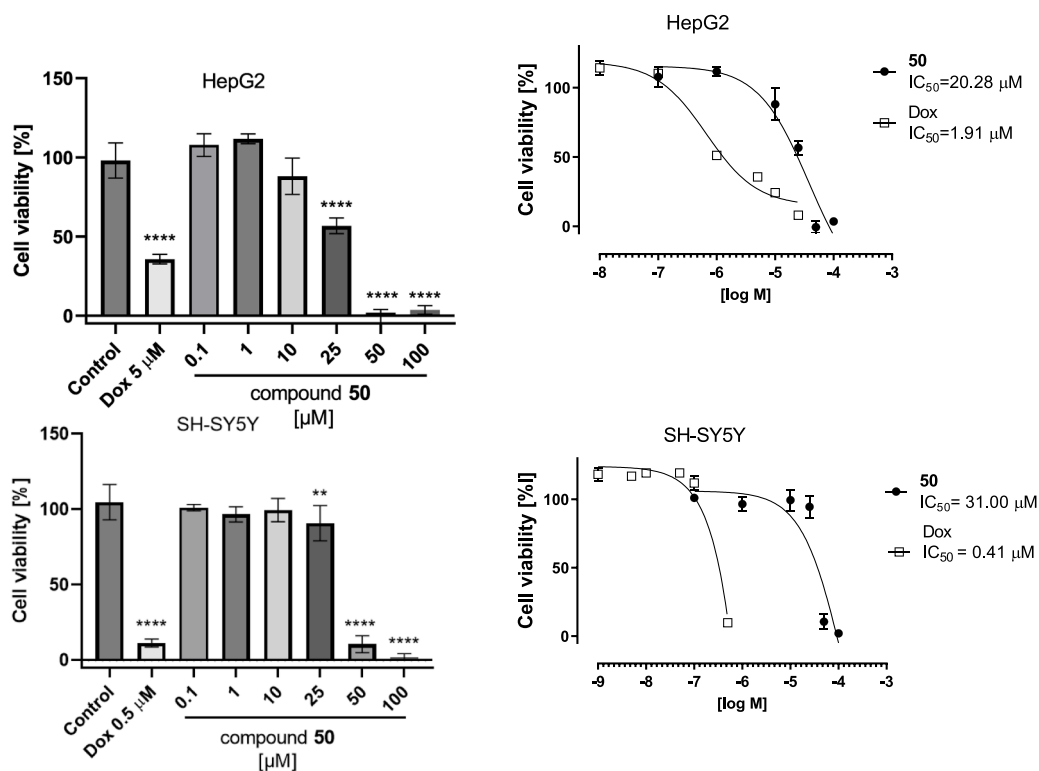 HepG2
Cell viability [%]
150
100
50
0
****
****
****
****
Control
Dox 5 μM
0.1
1
10
25
50
100
compound 50
[μM]
HepG2
Cell viability [%]
100
50
0
-8
-7
-6
-5
-4
-3
[log M]
50
IC50=20.28 μM
Dox
IC50=1.91 μM
SH-SY5Y
Cell viability [%]
150
100
50
0
****
**
****
****
Control
Dox 0.5 μM
0.1
1
10
25
50
100
compound 50
[μM]
SH-SY5Y
Cell viability [%I]
100
50
0
-9
-8
-7
-6
-5
-4
-3
[log M]
50
IC50= 31.00 μM
Dox
IC50 = 0.41 μM